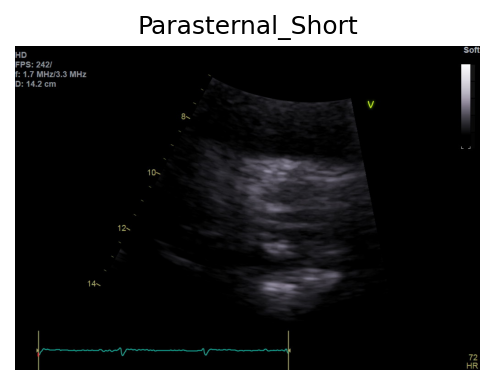 Parasternal_Short
HD
FPS: 242/
f: 1.7 MHz/3.3 MHz
D: 14.2 cm
Soft
V
8
10
12
14
72
HR